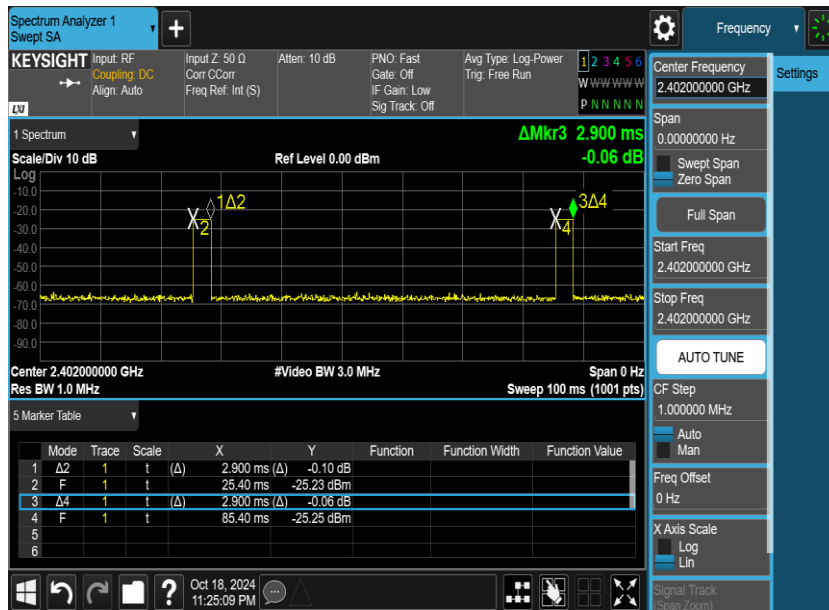 Spectrum Analyzer 1
Swept SA
Frequency
KEYSIGHT
Input: RF
Coupling: DC
Align: Auto
Input Z: 50 Ω
Corr CCorr
Freq Ref: Int (S)
Atten: 10 dB
PNO: Fast
Gate: Off
IF Gain: Low
Sig Track: Off
Avg Type: Log-Power
Trig: Free Run
1 2 3 4 5 6
W W W W W W
P N N N N N
LXI
1 Spectrum
Scale/Div 10 dB
Ref Level 0.00 dBm
ΔMkr3 2.900 ms
-0.06 dB
Log
-10.0
-20.0
-30.0
-40.0
-50.0
-60.0
-70.0
-80.0
-90.0
1Δ2
2
3Δ4
4
Center 2.402000000 GHz
#Video BW 3.0 MHz
Span 0 Hz
Res BW 1.0 MHz
Sweep 100 ms (1001 pts)
5 Marker Table
Mode Trace Scale X Y Function Function Width Function Value
1 Δ2 1 t (Δ) 2.900 ms (Δ) -0.10 dB
2 F 1 t 25.40 ms -25.23 dBm
3 Δ4 1 t (Δ) 2.900 ms (Δ) -0.06 dB
4 F 1 t 85.40 ms -25.25 dBm
5
6
Oct 18, 2024
11:25:09 PM
?
Settings
Center Frequency
2.402000000 GHz
Span
0.00000000 Hz
Swept Span
Zero Span
Full Span
Start Freq
2.402000000 GHz
Stop Freq
2.402000000 GHz
AUTO TUNE
CF Step
1.000000 MHz
Auto
Man
Freq Offset
0 Hz
X Axis Scale
Log
Lin
Signal Track
(Span Zoom)